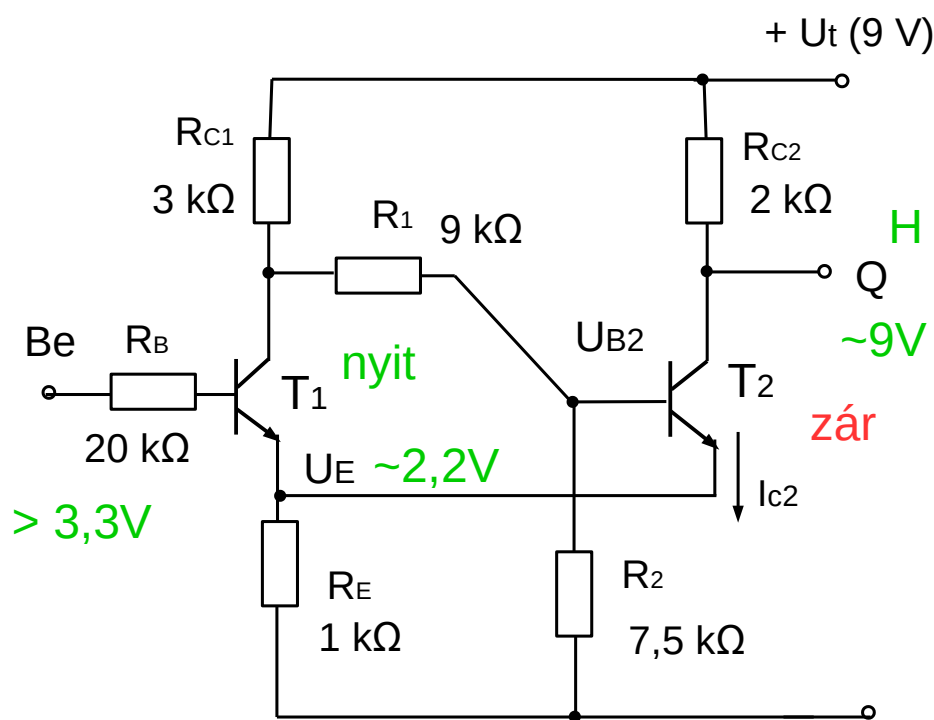 + Ut (9 V)
RC1
3 kΩ
RC2
2 kΩ
R1
9 kΩ
H
Q
~9V
Be
RB
20 kΩ
nyit
T1
UB2
T2
zár
UE ~2,2V
Ic2
> 3,3V
RE
1 kΩ
R2
7,5 kΩ